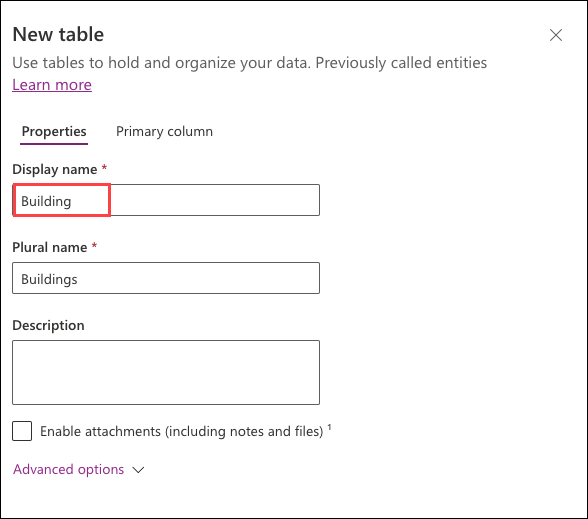 New table
Use tables to hold and organize your data. Previously called entities
Learn more
Properties Primary column
Display name *
Building
Plural name *
Buildings
Description
Enable attachments (including notes and files) ¹
Advanced options